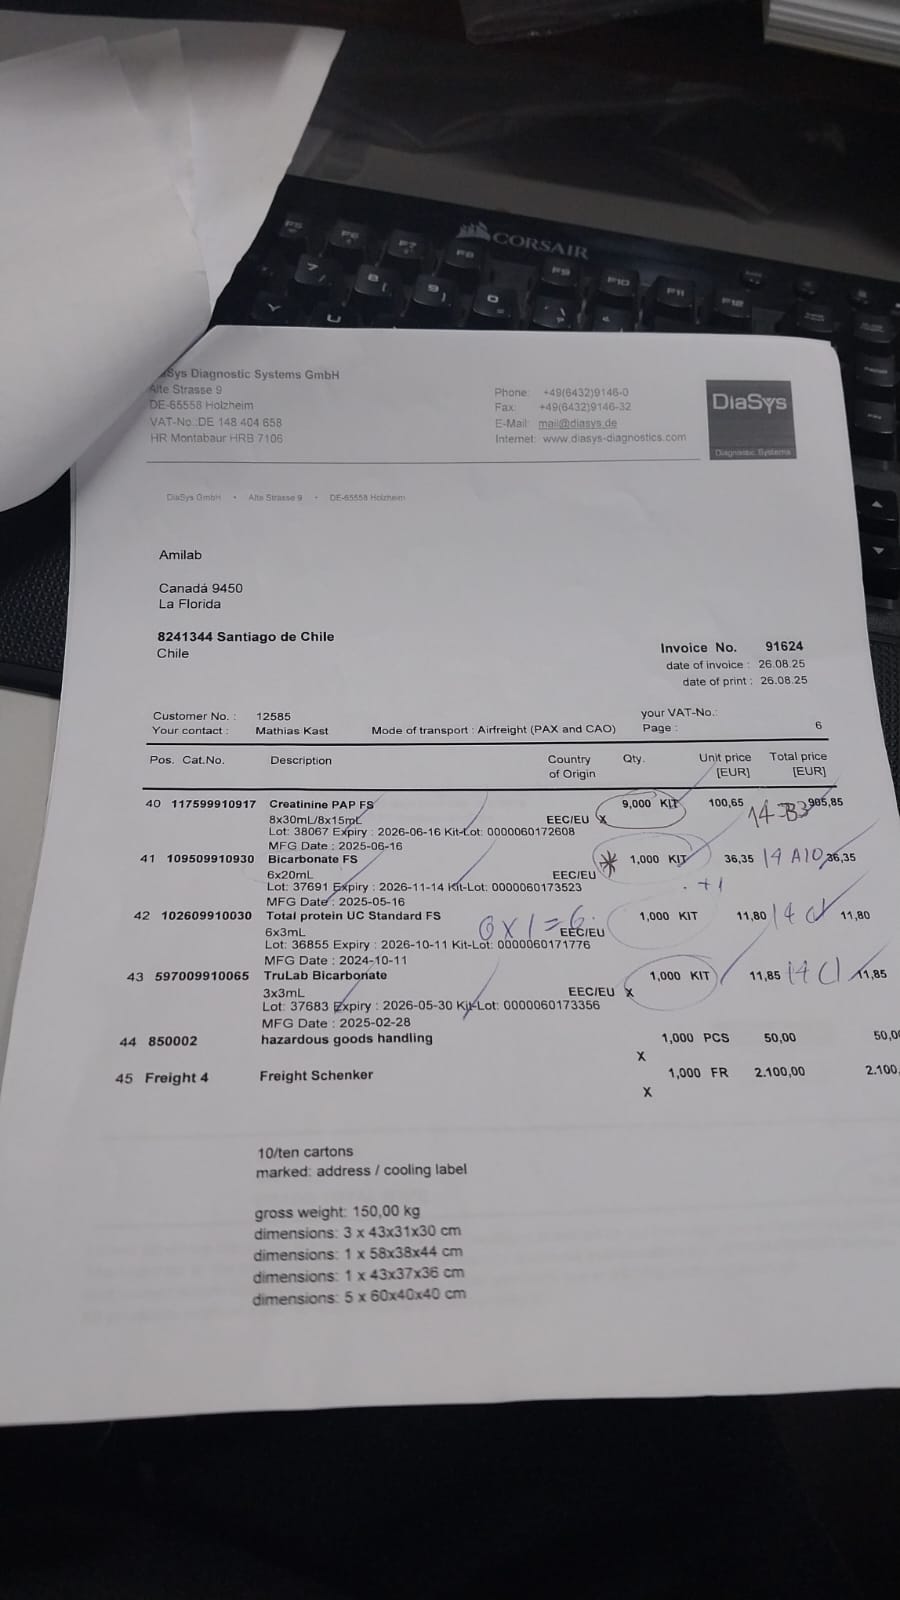 CORSAIR
Sys Diagnostic Systems GmbH
Alte Strasse 9
DE-65558 Holzheim
VAT-No.:DE 148 404 658
HR Montabaur HRB 7106
Phone: +49(6432)9146-0
Fax: +49(6432)9146-32
E-Mail: mail@diasys.de
Internet: www.diasys-diagnostics.com
DiaSys
Diagnostic Systems
DiaSys GmbH • Alte Strasse 9 • DE-65558 Holzheim
Amilab
Canadá 9450
La Florida
8241344 Santiago de Chile
Chile
Invoice No. 91624
date of invoice : 26.08.25
date of print : 26.08.25
your VAT-No.:
Customer No. : 12585
Your contact : Mathias Kast Mode of transport : Airfreight (PAX and CAO) Page : 6
Pos. Cat.No. Description Country of Origin Qty. Unit price [EUR] Total price [EUR]
40 117599910917 Creatinine PAP FS 9,000 KIT 100,65 14-B3 905,85
8x30mL/8x15mL EEC/EU X
Lot: 38067 Expiry : 2026-06-16 Kit-Lot: 0000060172608
MFG Date : 2025-06-16
41 109509910930 Bicarbonate FS 1,000 KIT 36,35 14 A10 36,35
6x20mL EEC/EU
Lot: 37691 Expiry : 2026-11-14 Kit-Lot: 0000060173523 +1
MFG Date : 2025-05-16
42 102609910030 Total protein UC Standard FS 6x1=6. 1,000 KIT 11,80 14 11,80
6x3mL EEC/EU
Lot: 36855 Expiry : 2026-10-11 Kit-Lot: 0000060171776
MFG Date : 2024-10-11
43 597009910065 TruLab Bicarbonate 1,000 KIT 11,85 14 C1 11,85
3x3mL EEC/EU X
Lot: 37683 Expiry : 2026-05-30 Kit-Lot: 0000060173356
MFG Date : 2025-02-28
44 850002 hazardous goods handling 1,000 PCS 50,00 50,0
X
45 Freight 4 Freight Schenker 1,000 FR 2.100,00 2.100,
X
10/ten cartons
marked: address / cooling label
gross weight: 150,00 kg
dimensions: 3 x 43x31x30 cm
dimensions: 1 x 58x38x44 cm
dimensions: 1 x 43x37x36 cm
dimensions: 5 x 60x40x40 cm